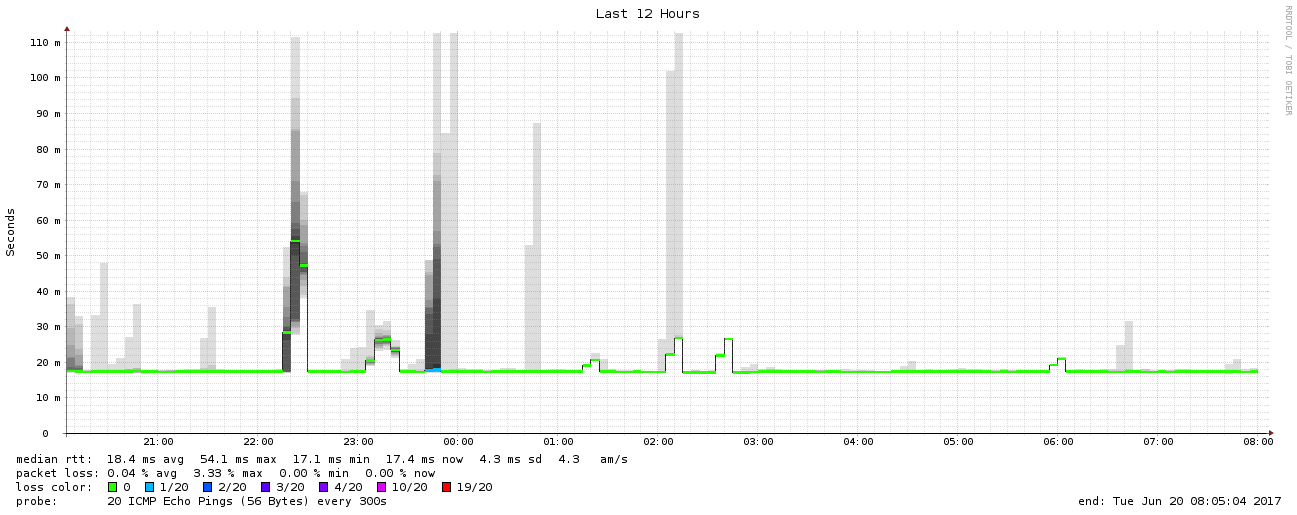 Last 12 Hours
RRDTOOL / TOBI OETIKER
Seconds
110 m
100 m
90 m
80 m
70 m
60 m
50 m
40 m
30 m
20 m
10 m
0
21:00 22:00 23:00 00:00 01:00 02:00 03:00 04:00 05:00 06:00 07:00 08:00
median rtt: 18.4 ms avg 54.1 ms max 17.1 ms min 17.4 ms now 4.3 ms sd 4.3 am/s
packet loss: 0.04 % avg 3.33 % max 0.00 % min 0.00 % now
loss color: 0 1/20 2/20 3/20 4/20 10/20 19/20
probe: 20 ICMP Echo Pings (56 Bytes) every 300s end: Tue Jun 20 08:05:04 2017